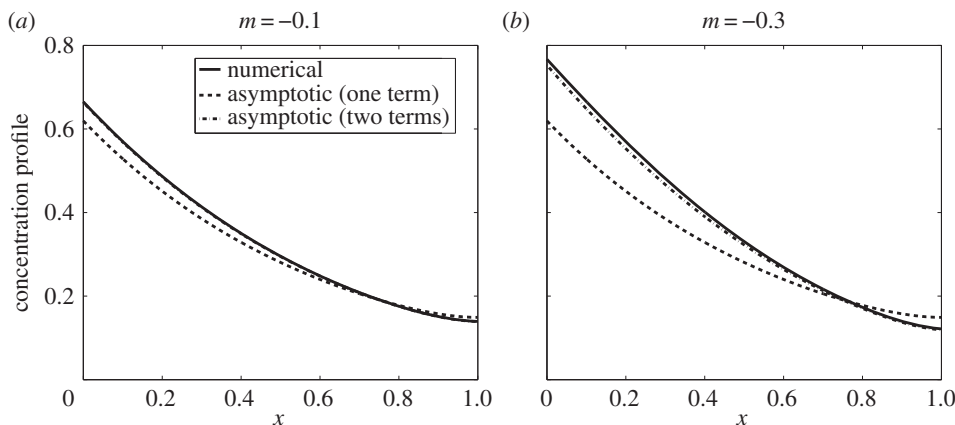 (a) m = −0.1
(b) m = −0.3
0.8
0.6
0.4
0.2
numerical
asymptotic (one term)
asymptotic (two terms)
concentration profile
0 0.2 0.4 0.6 0.8 1.0
x
0 0.2 0.4 0.6 0.8 1.0
x